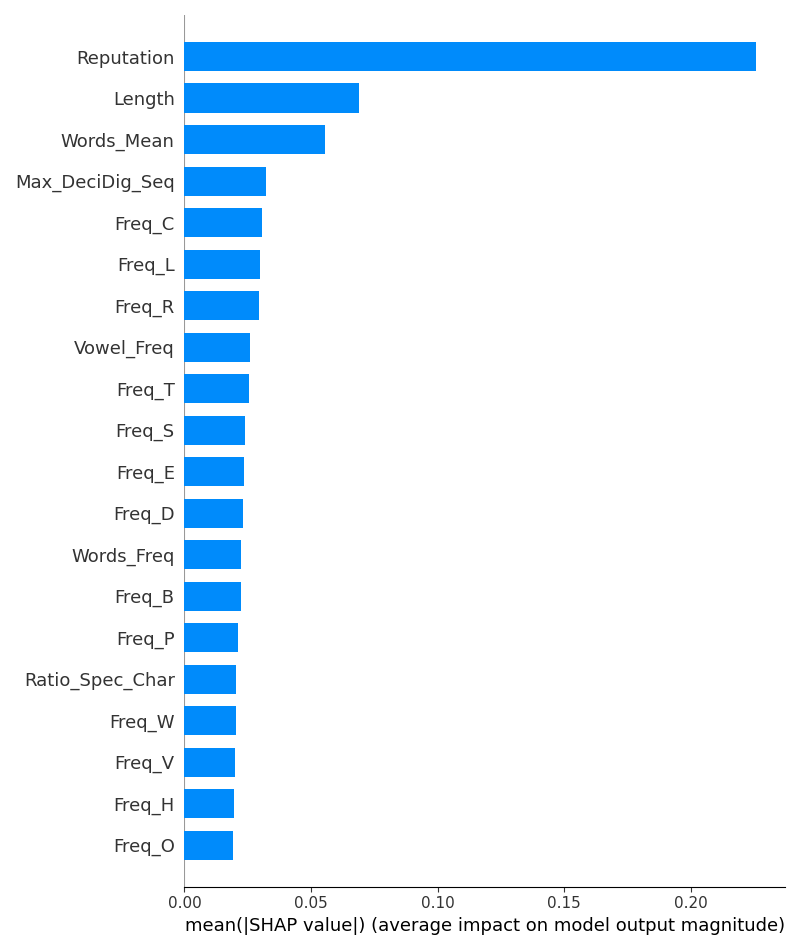 Reputation
Length
Words_Mean
Max_DeciDig_Seq
Freq_C
Freq_L
Freq_R
Vowel_Freq
Freq_T
Freq_S
Freq_E
Freq_D
Words_Freq
Freq_B
Freq_P
Ratio_Spec_Char
Freq_W
Freq_V
Freq_H
Freq_O
0.00 0.05 0.10 0.15 0.20
mean(|SHAP value|) (average impact on model output magnitude)